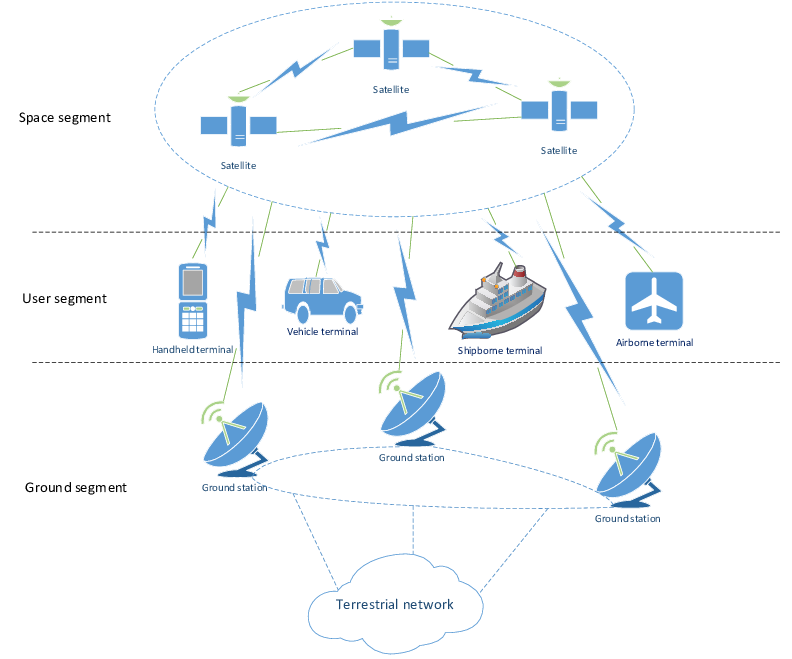 Satellite
Space segment
Satellite
Satellite
User segment
Handheld terminal
Vehicle terminal
Shipborne terminal
Airborne terminal
Ground station
Ground segment
Ground station
Ground station
Terrestrial network